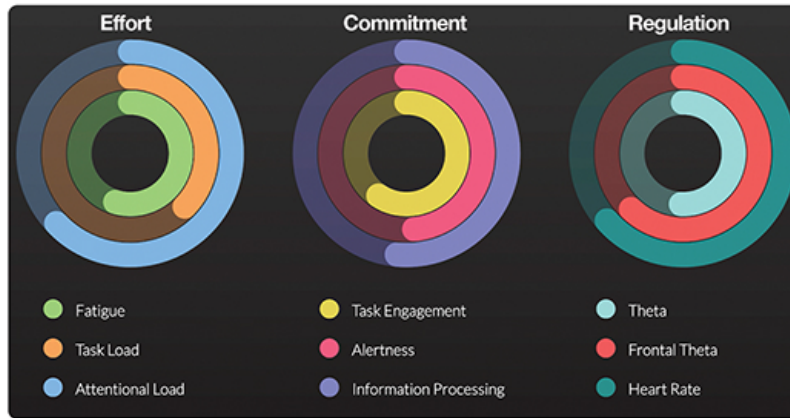 Effort
Commitment
Regulation
Fatigue
Task Load
Attentional Load
Task Engagement
Alertness
Information Processing
Theta
Frontal Theta
Heart Rate